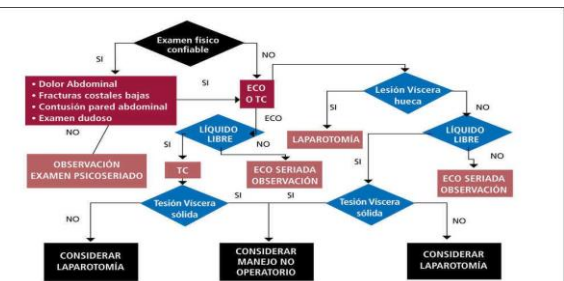 Examen físico
confiable
SI
NO
• Dolor Abdominal
• Fracturas costales bajas
• Contusión pared abdominal
• Examen dudoso
SI
ECO
O TC
Lesión Víscera
hueca
SI
NO
NO
ECO
LÍQUIDO
LIBRE
LAPAROTOMÍA
LÍQUIDO
LIBRE
OBSERVACIÓN
EXAMEN PSICOSERIADO
SI
NO
SI
NO
TC
ECO SERIADA
OBSERVACIÓN
ECO SERIADA
OBSERVACIÓN
Tesión Víscera
sólida
SI
SI
Tesión Víscera
sólida
NO
NO
CONSIDERAR
LAPAROTOMÍA
CONSIDERAR
MANEJO NO
OPERATORIO
CONSIDERAR
LAPAROTOMÍA